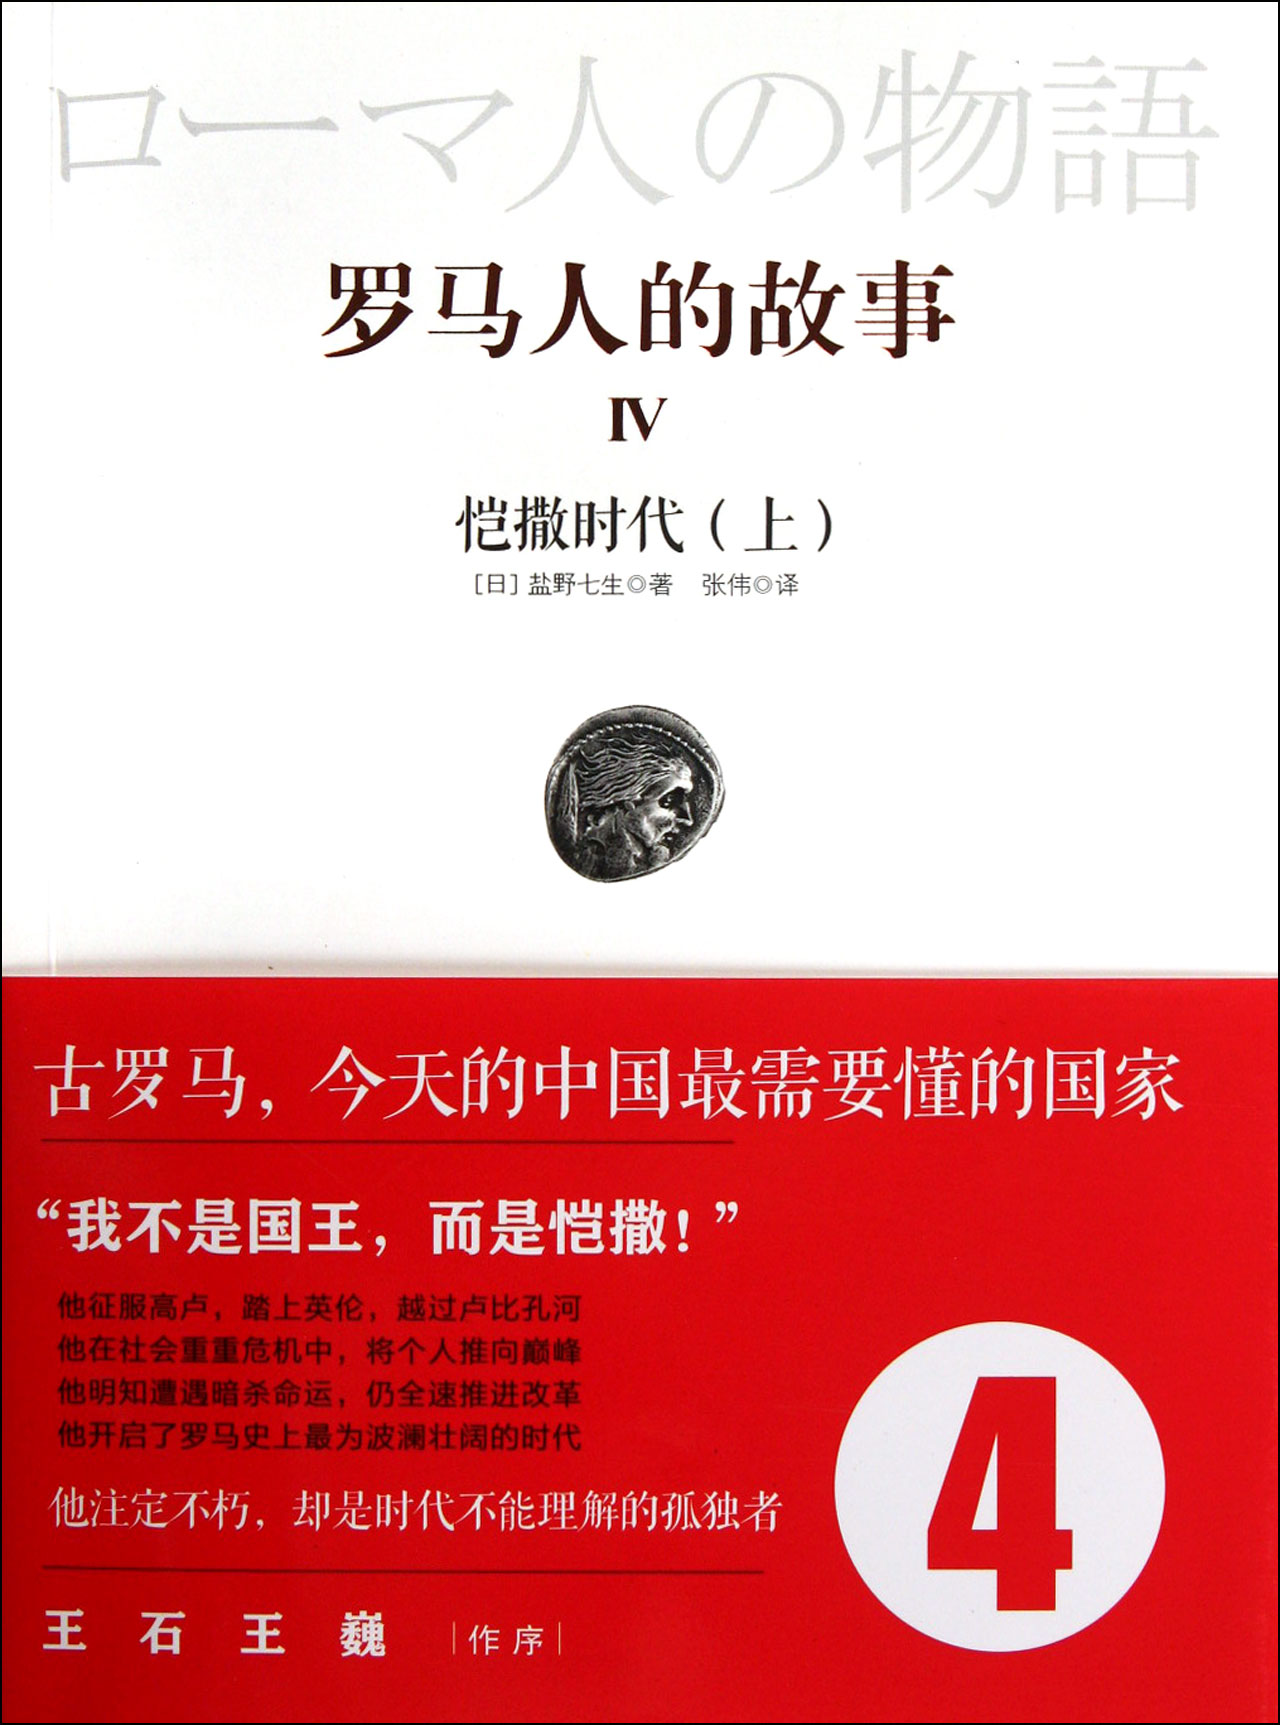 ローマ人の物語
罗马人的故事
IV
恺撒时代（上）
［日］盐野七生◎著　张伟◎译
古罗马，今天的中国最需要懂的国家
“我不是国王，而是恺撒！”
他征服高卢，踏上英伦，越过卢比孔河
他在社会重重危机中，将个人推向巅峰
他明知遭遇暗杀命运，仍全速推进改革
他开启了罗马史上最为波澜壮阔的时代
他注定不朽，却是时代不能理解的孤独者
4
王 石 王 巍 |作 序|